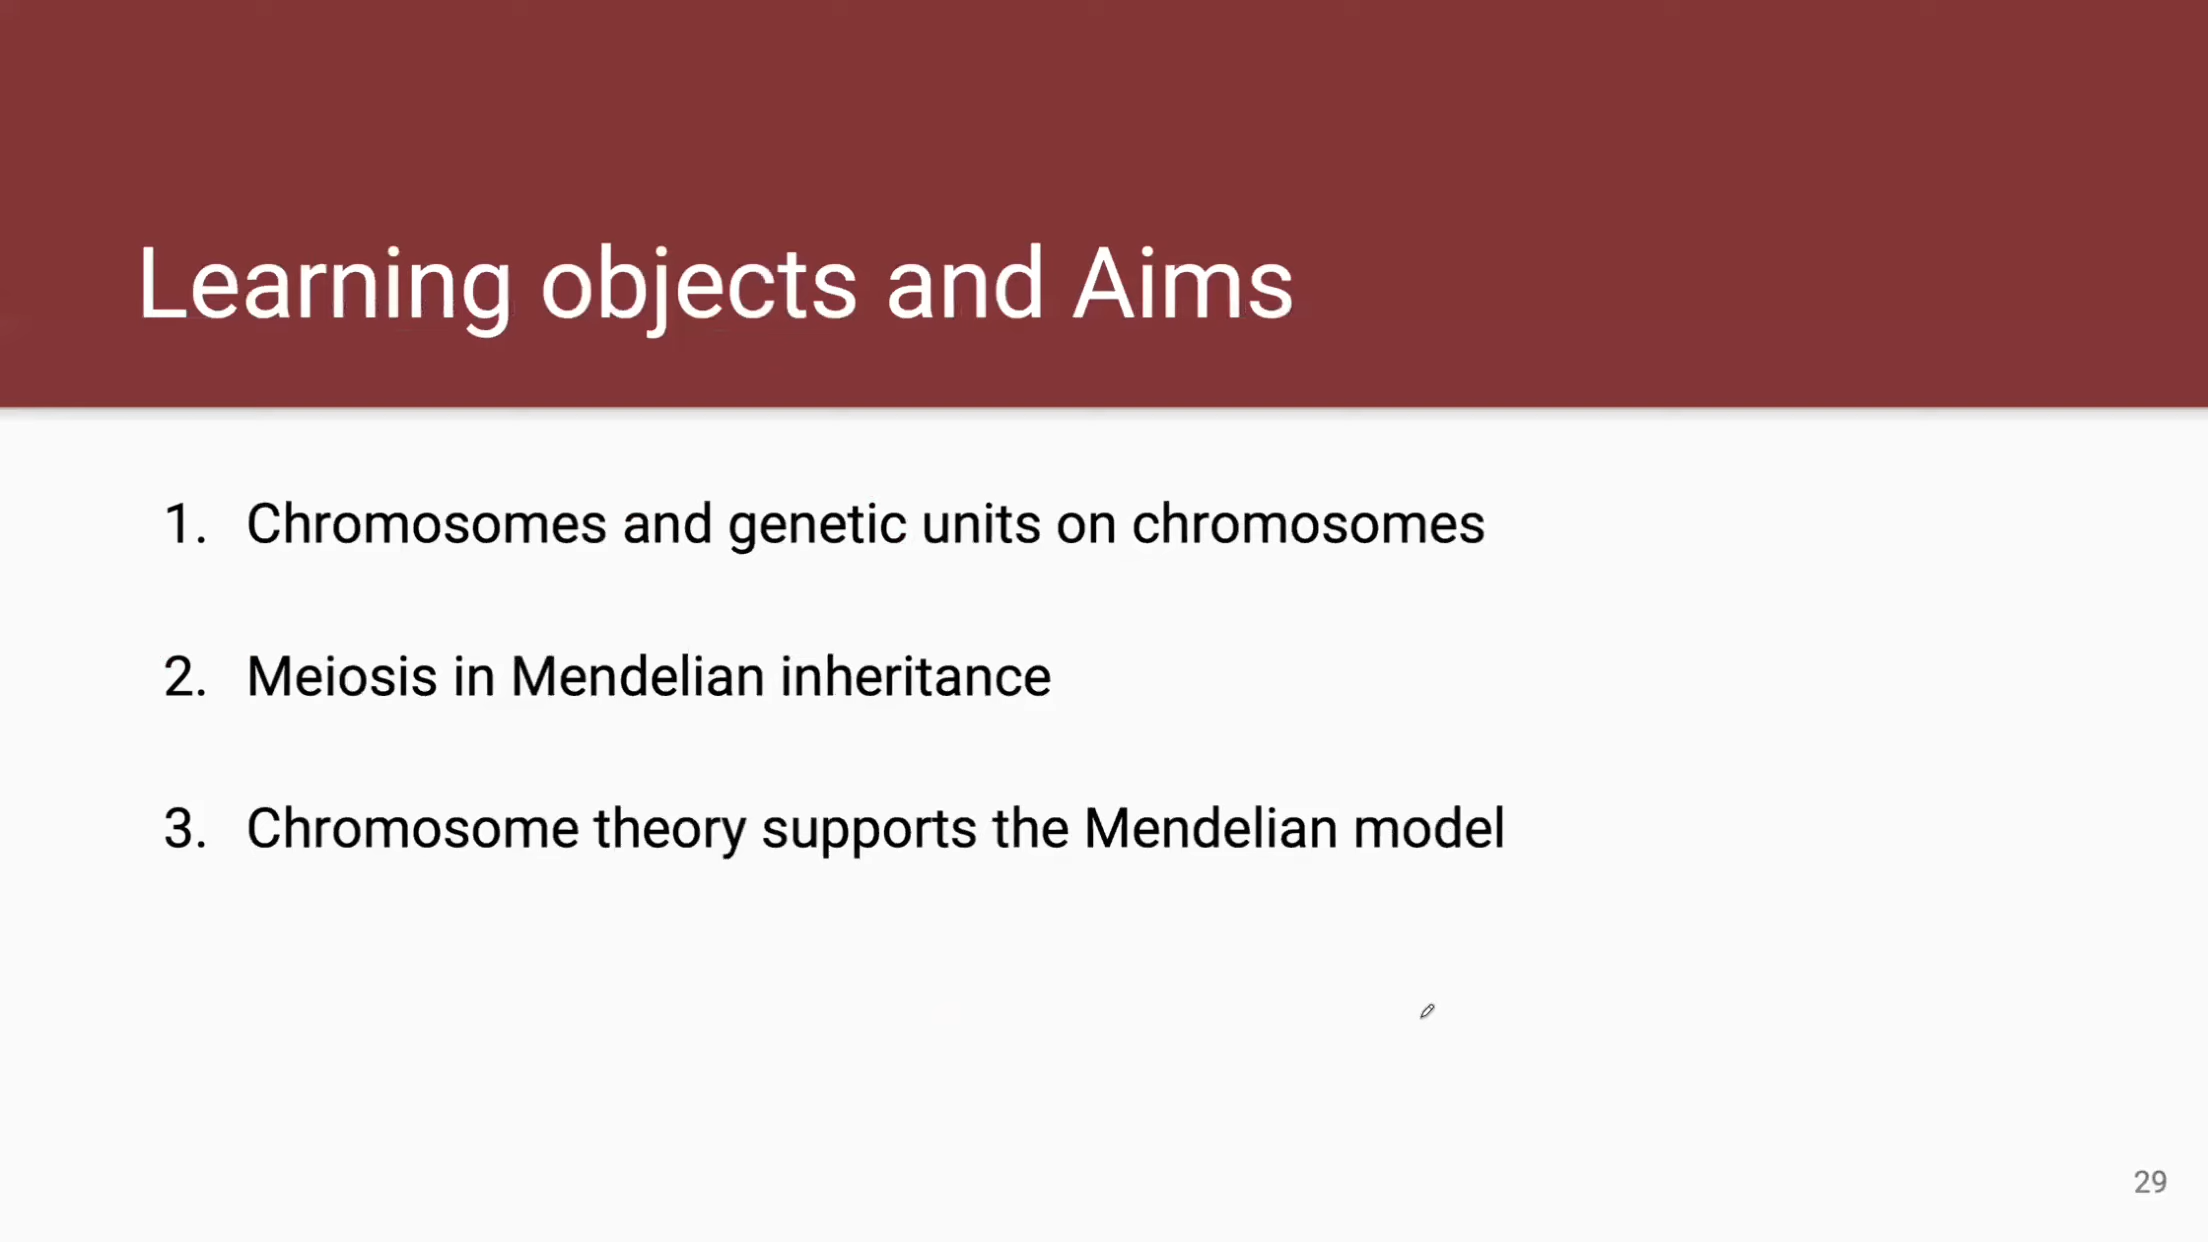 Learning objects and Aims
1. Chromosomes and genetic units on chromosomes
2. Meiosis in Mendelian inheritance
3. Chromosome theory supports the Mendelian model
29